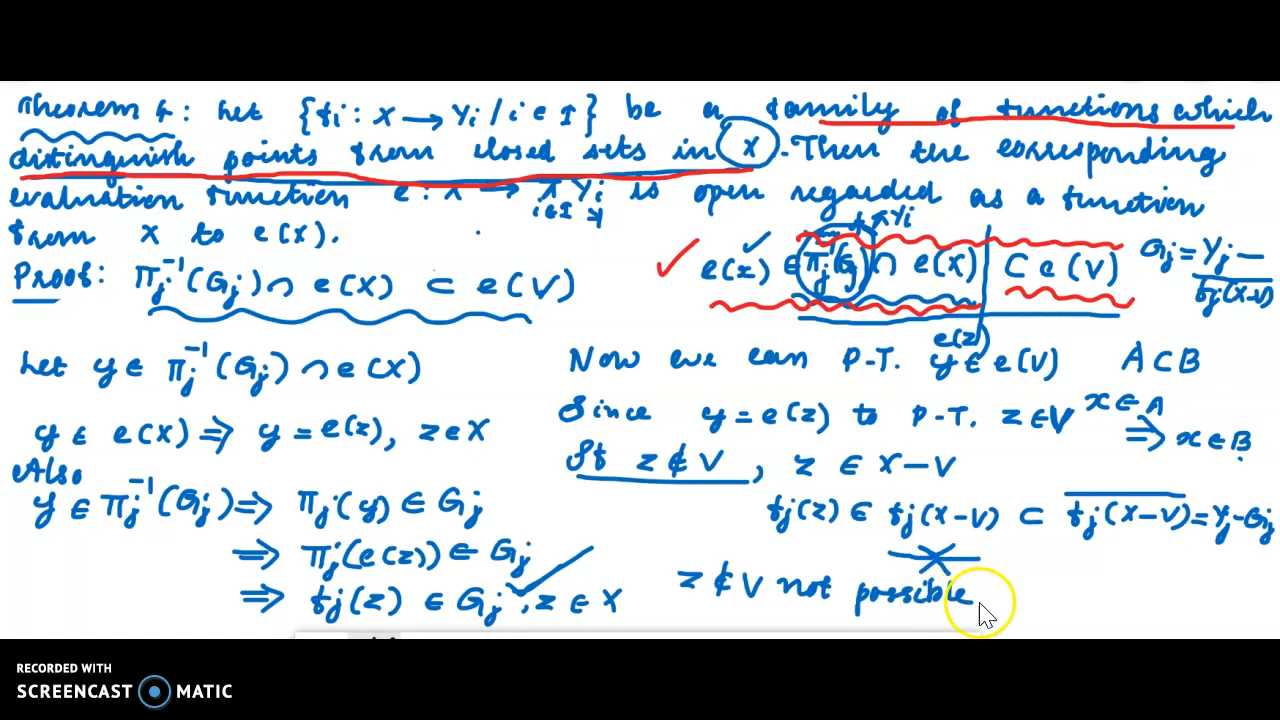 Theorem 4: Let {fi : X → Yi / i ∈ I} be a family of functions which
distinguish points from closed sets in X. Then the corresponding
evaluation function e : X → π Yi is open regarded as a function
i∈I
from X to e(X).
π Yi
Proof: πj⁻¹(Gj) ∩ e(X) ⊂ e(V)
e(x) ∈ πj⁻¹(Gj) ∩ e(X) ⊂ e(V)
Gj = Yj −
fj(X−V)
Let y ∈ πj⁻¹(Gj) ∩ e(X)
y ∈ e(X) ⇒ y = e(z), z ∈ X
Also
y ∈ πj⁻¹(Gj) ⇒ πj(y) ∈ Gj
⇒ πj(e(z)) ∈ Gj
⇒ fj(z) ∈ Gj, z ∈ X
e(z)
Now we can P.T. y ∈ e(V) A ⊂ B
Since y = e(z) to P.T. z ∈ V x ∈ A
⇒ x ∈ B
If z ∉ V, z ∈ X − V
fj(z) ∈ fj(X−V) ⊂ fj(X−V) = Yj − Gj
z ∉ V not possible
RECORDED WITH
SCREENCAST MATIC